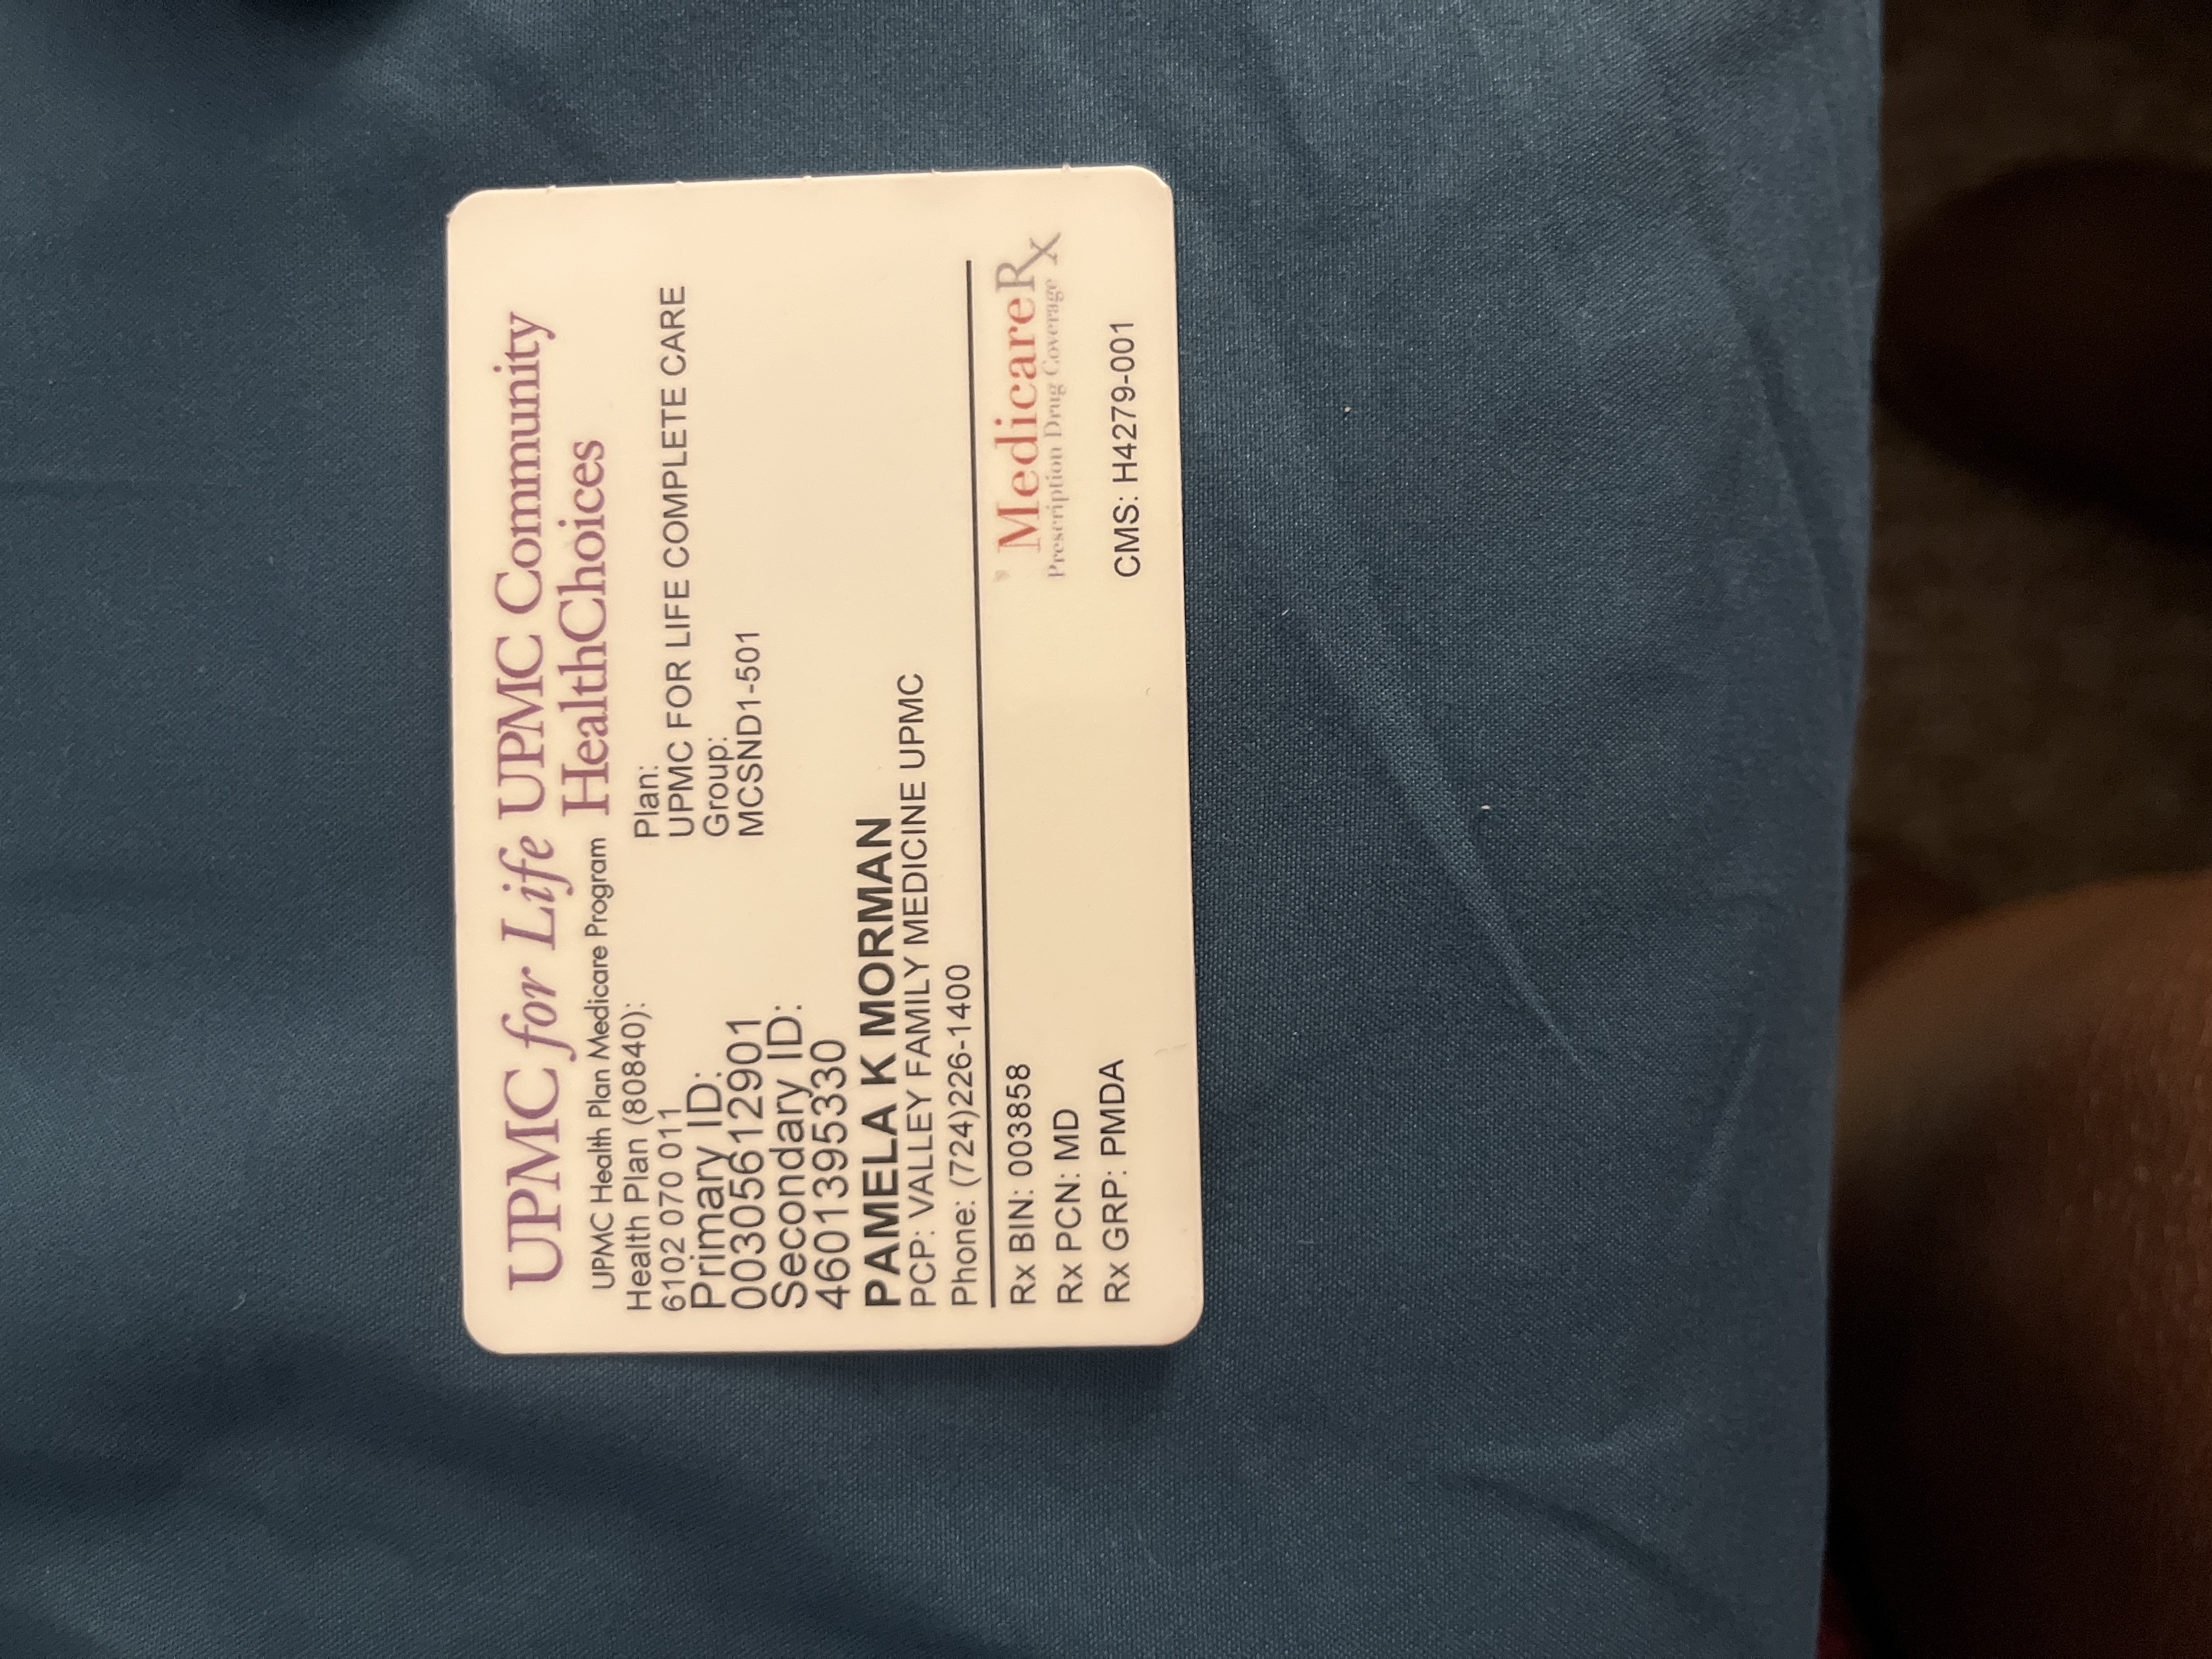 UPMC for Life UPMC Community
UPMC Health Plan Medicare Program HealthChoices
Health Plan (80840):
6102 070 011
Primary ID:
00305612901
Secondary ID:
4601395330
Plan:
UPMC FOR LIFE COMPLETE CARE
Group:
MCSND1-501
PAMELA K MORMAN
PCP: VALLEY FAMILY MEDICINE UPMC
Phone: (724)226-1400
Rx BIN: 003858
Rx PCN: MD
Rx GRP: PMDA
MedicareRx
Prescription Drug Coverage
CMS: H4279-001